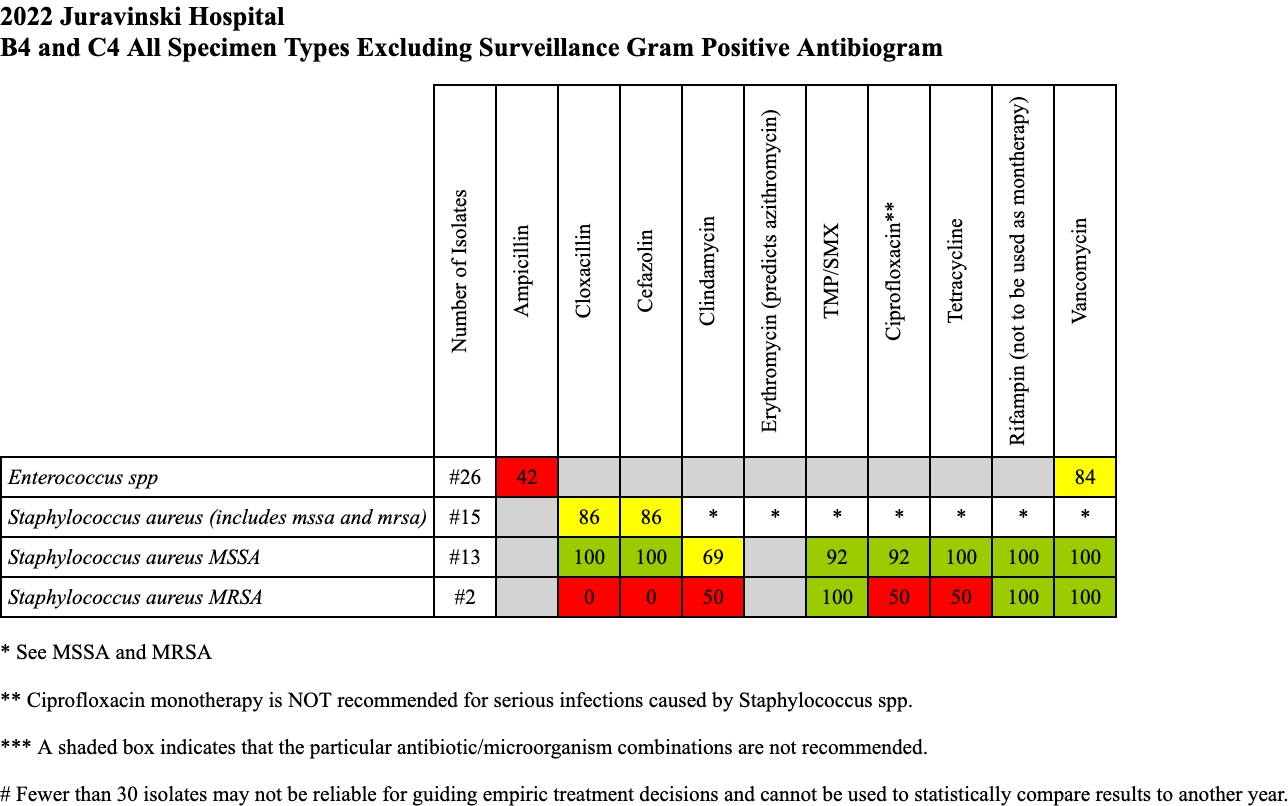 2022 Juravinski Hospital
B4 and C4 All Specimen Types Excluding Surveillance Gram Positive Antibiogram
Number of Isolates
Ampicillin
Cloxacillin
Cefazolin
Clindamycin
Erythromycin (predicts azithromycin)
TMP/SMX
Ciprofloxacin**
Tetracycline
Rifampin (not to be used as montherapy)
Vancomycin
Enterococcus spp #26 42 84
Staphylococcus aureus (includes mssa and mrsa) #15 86 86 * * * * * * *
Staphylococcus aureus MSSA #13 100 100 69 92 92 100 100 100
Staphylococcus aureus MRSA #2 0 0 50 100 50 50 100 100
* See MSSA and MRSA
** Ciprofloxacin monotherapy is NOT recommended for serious infections caused by Staphylococcus spp.
*** A shaded box indicates that the particular antibiotic/microorganism combinations are not recommended.
# Fewer than 30 isolates may not be reliable for guiding empiric treatment decisions and cannot be used to statistically compare results to another year.